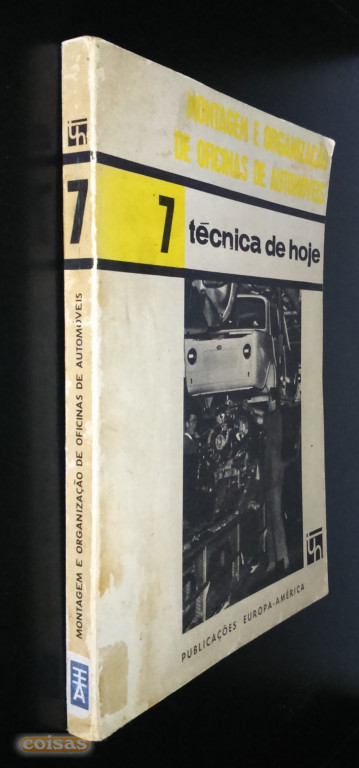 MONTAGEM E ORGANIZAÇÃO
DE OFICINAS DE AUTOMÓVEIS
7
técnica de hoje
PUBLICAÇÕES EUROPA-AMÉRICA
7
MONTAGEM E ORGANIZAÇÃO DE OFICINAS DE AUTOMÓVEIS
coisas